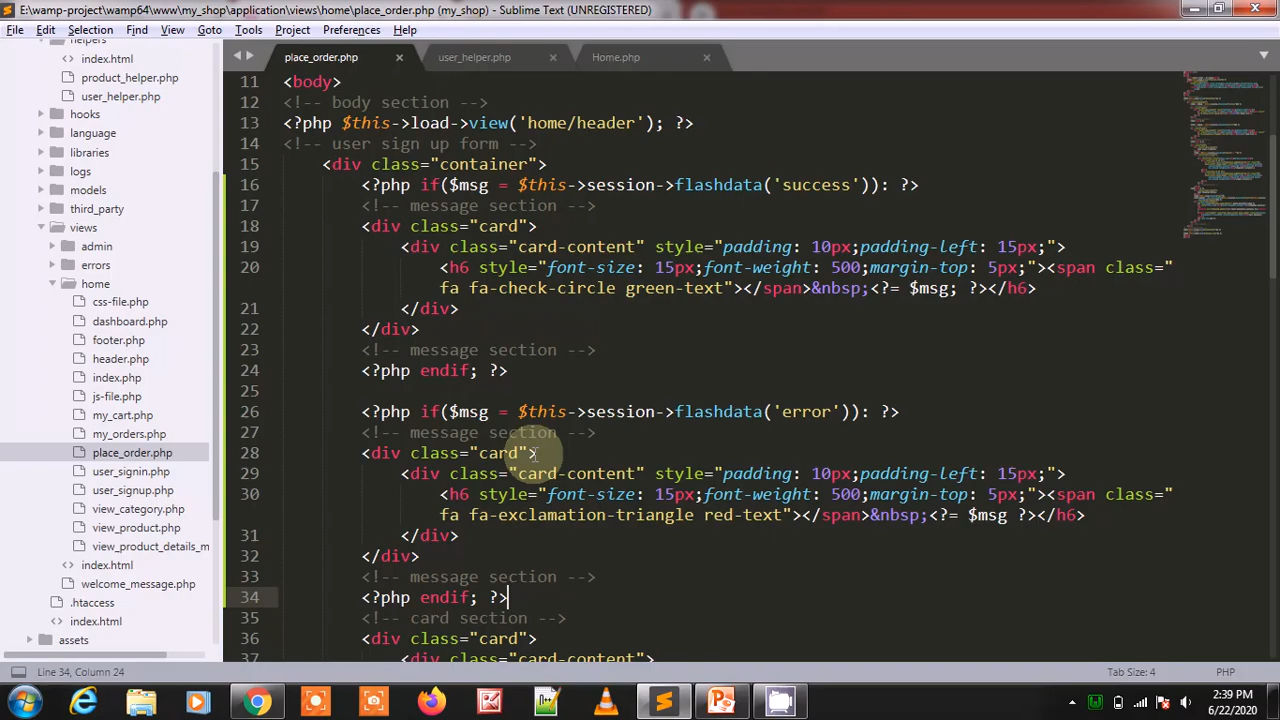 E:\wamp-project\wamp64\www\my_shop\application\views\home\place_order.php (my_shop) - Sublime Text (UNREGISTERED)
File Edit Selection Find View Goto Tools Project Preferences Help
place_order.php user_helper.php Home.php
helpers
index.html
product_helper.php
user_helper.php
hooks
language
libraries
logs
models
third_party
views
admin
errors
home
css-file.php
dashboard.php
footer.php
header.php
index.php
js-file.php
my_cart.php
my_orders.php
place_order.php
user_signin.php
user_signup.php
view_category.php
view_product.php
view_product_details_m
index.html
welcome_message.php
.htaccess
index.html
assets
11 <body>
12 <!-- body section -->
13 <?php $this->load->view('home/header'); ?>
14 <!-- user sign up form -->
15 <div class="container">
16 <?php if($msg = $this->session->flashdata('success')): ?>
17 <!-- message section -->
18 <div class="card">
19 <div class="card-content" style="padding: 10px;padding-left: 15px;">
20 <h6 style="font-size: 15px;font-weight: 500;margin-top: 5px;"><span class="
fa fa-check-circle green-text"></span>&nbsp;<?= $msg; ?></h6>
21 </div>
22 </div>
23 <!-- message section -->
24 <?php endif; ?>
25
26 <?php if($msg = $this->session->flashdata('error')): ?>
27 <!-- message section -->
28 <div class="card">
29 <div class="card-content" style="padding: 10px;padding-left: 15px;">
30 <h6 style="font-size: 15px;font-weight: 500;margin-top: 5px;"><span class="
fa fa-exclamation-triangle red-text"></span>&nbsp;<?= $msg ?></h6>
31 </div>
32 </div>
33 <!-- message section -->
34 <?php endif; ?>
35 <!-- card section -->
36 <div class="card">
37 <div class="card-content">
Line 34, Column 24 Tab Size: 4 PHP
2:39 PM
6/22/2020